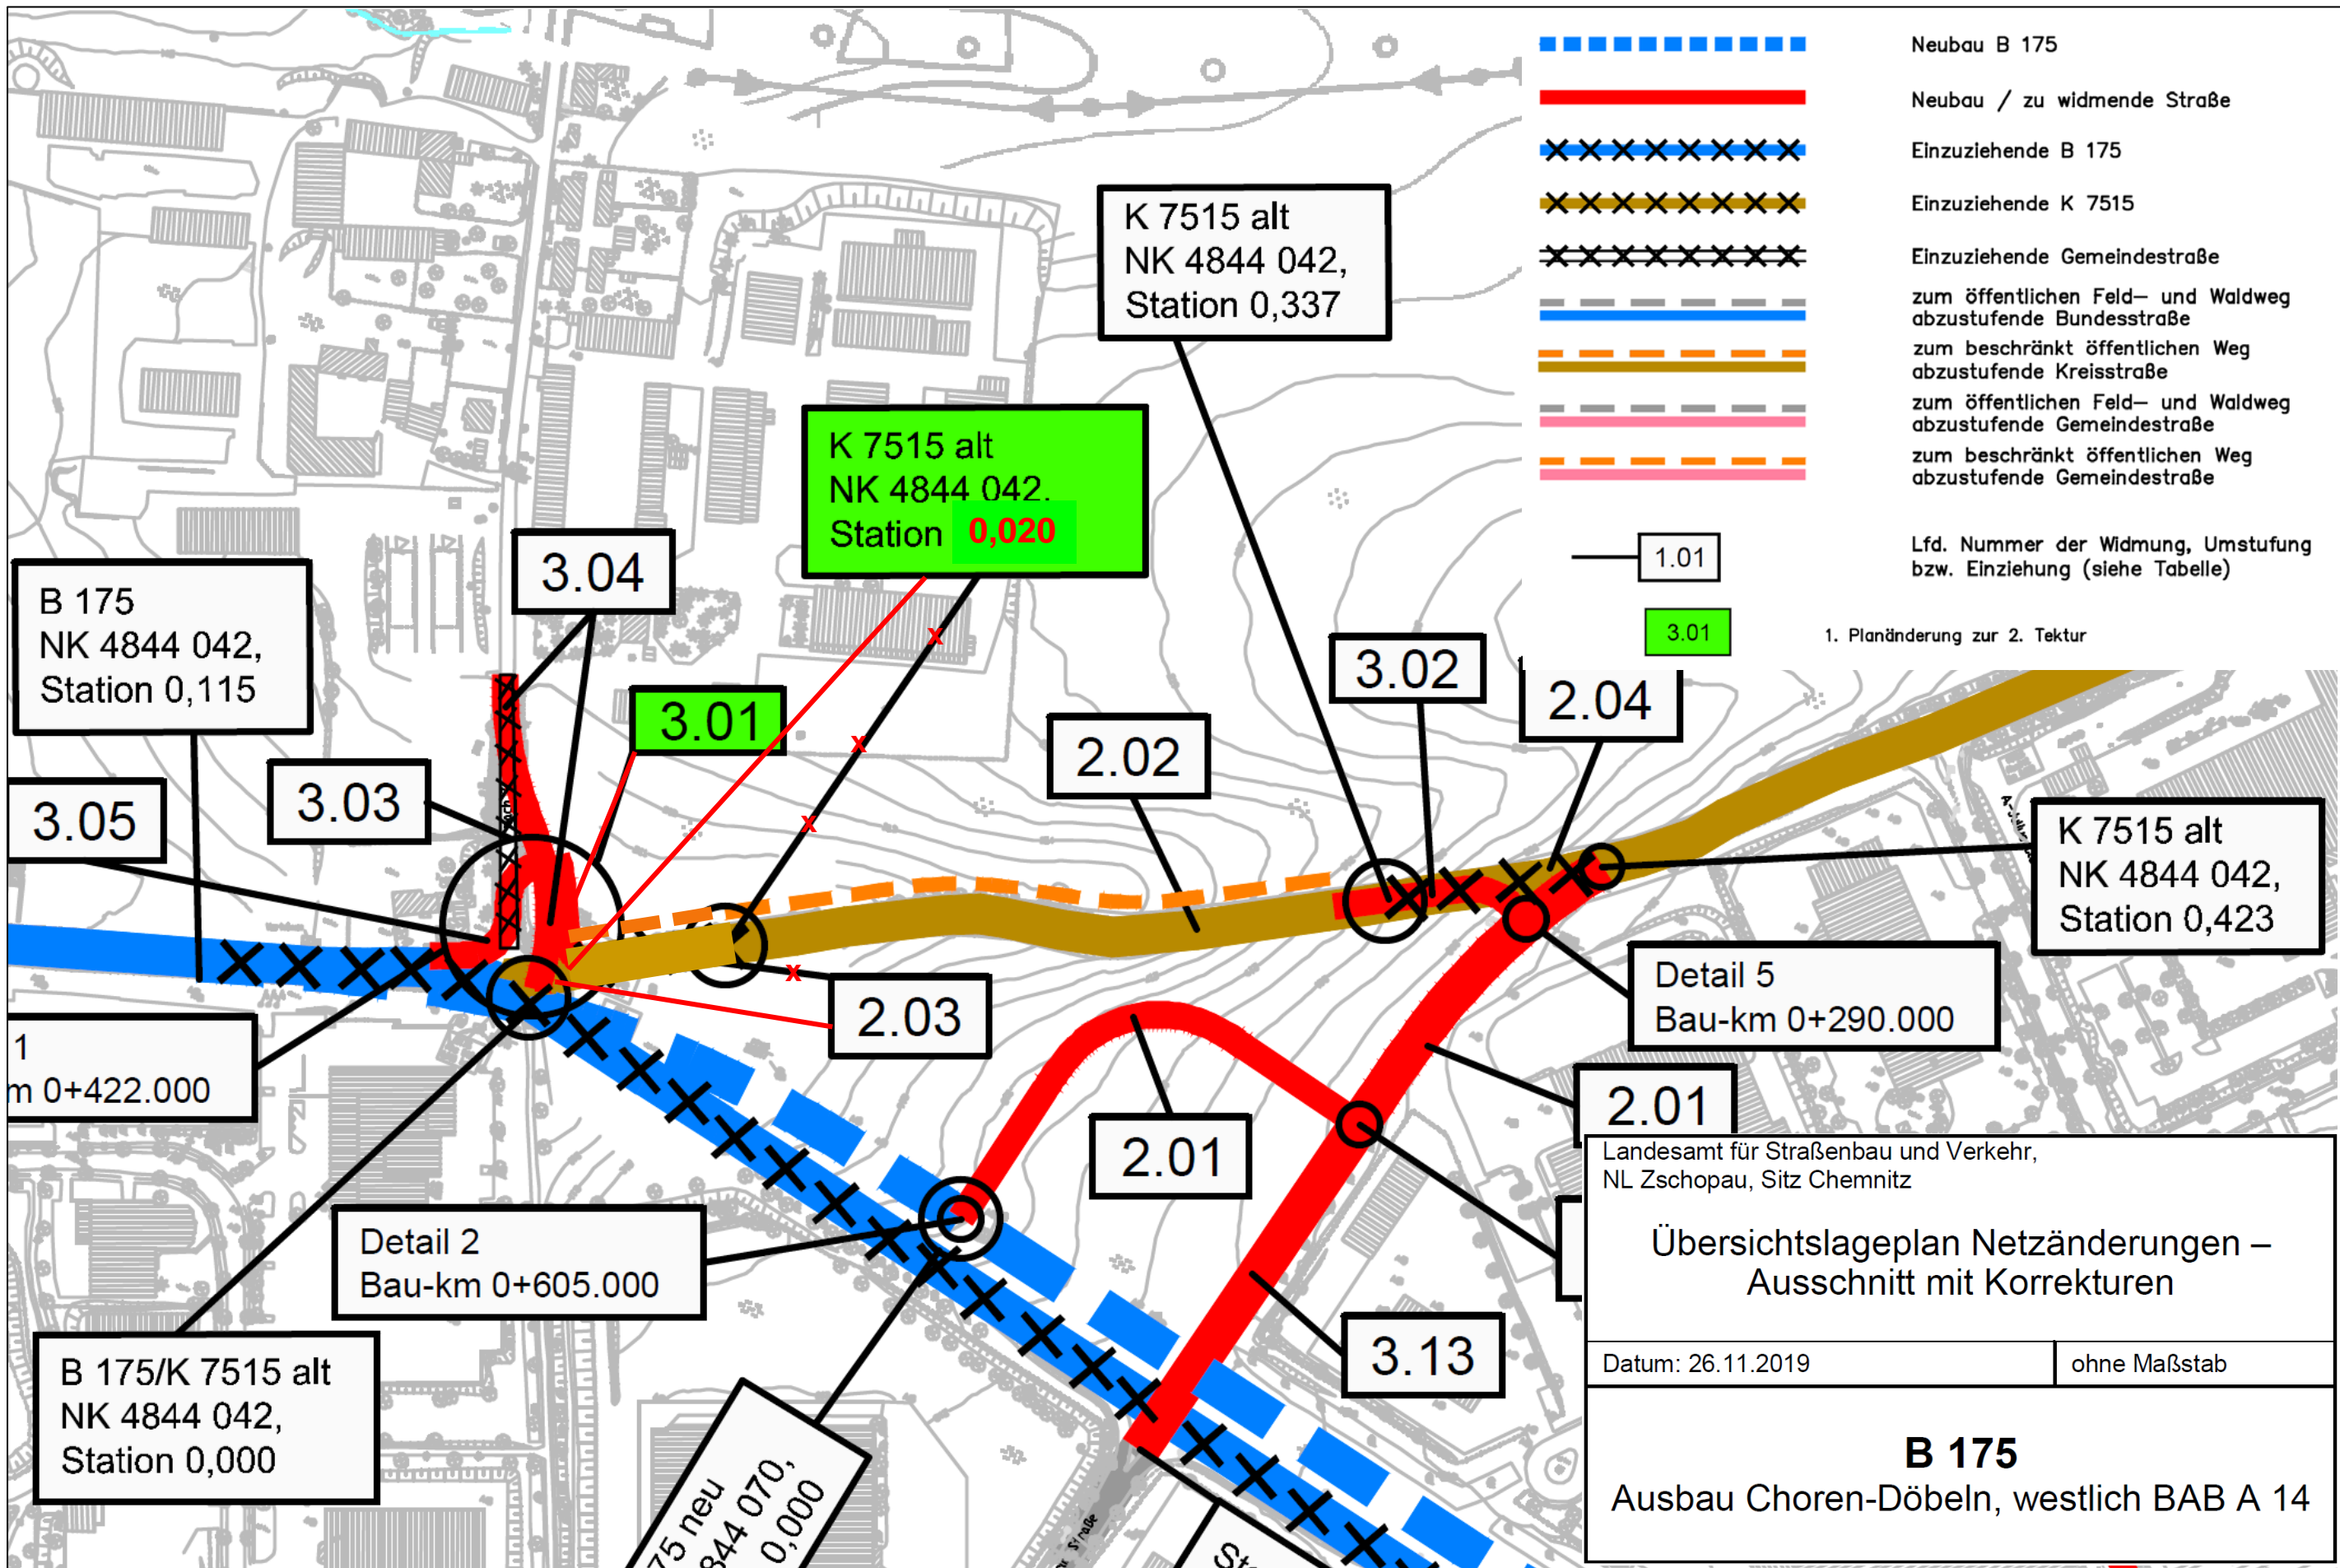 Neubau B 175
Neubau / zu widmende Straße
Einzuziehende B 175
Einzuziehende K 7515
Einzuziehende Gemeindestraße
zum öffentlichen Feld– und Waldweg
abzustufende Bundesstraße
zum beschränkt öffentlichen Weg
abzustufende Kreisstraße
zum öffentlichen Feld– und Waldweg
abzustufende Gemeindestraße
zum beschränkt öffentlichen Weg
abzustufende Gemeindestraße
1.01
Lfd. Nummer der Widmung, Umstufung
bzw. Einziehung (siehe Tabelle)
3.01
1. Planänderung zur 2. Tektur
K 7515 alt
NK 4844 042,
Station 0,337
K 7515 alt
NK 4844 042.
Station 0,020
3.04
B 175
NK 4844 042,
Station 0,115
3.01
3.02
2.04
2.02
3.03
3.05
K 7515 alt
NK 4844 042,
Station 0,423
x
x
x
x
2.03
Detail 5
Bau-km 0+290.000
1
m 0+422.000
2.01
2.01
Detail 2
Bau-km 0+605.000
3.13
B 175/K 7515 alt
NK 4844 042,
Station 0,000
75 neu
844 070,
0,000
Straße
Landesamt für Straßenbau und Verkehr,
NL Zschopau, Sitz Chemnitz
Übersichtslageplan Netzänderungen –
Ausschnitt mit Korrekturen
Datum: 26.11.2019
ohne Maßstab
B 175
Ausbau Choren-Döbeln, westlich BAB A 14